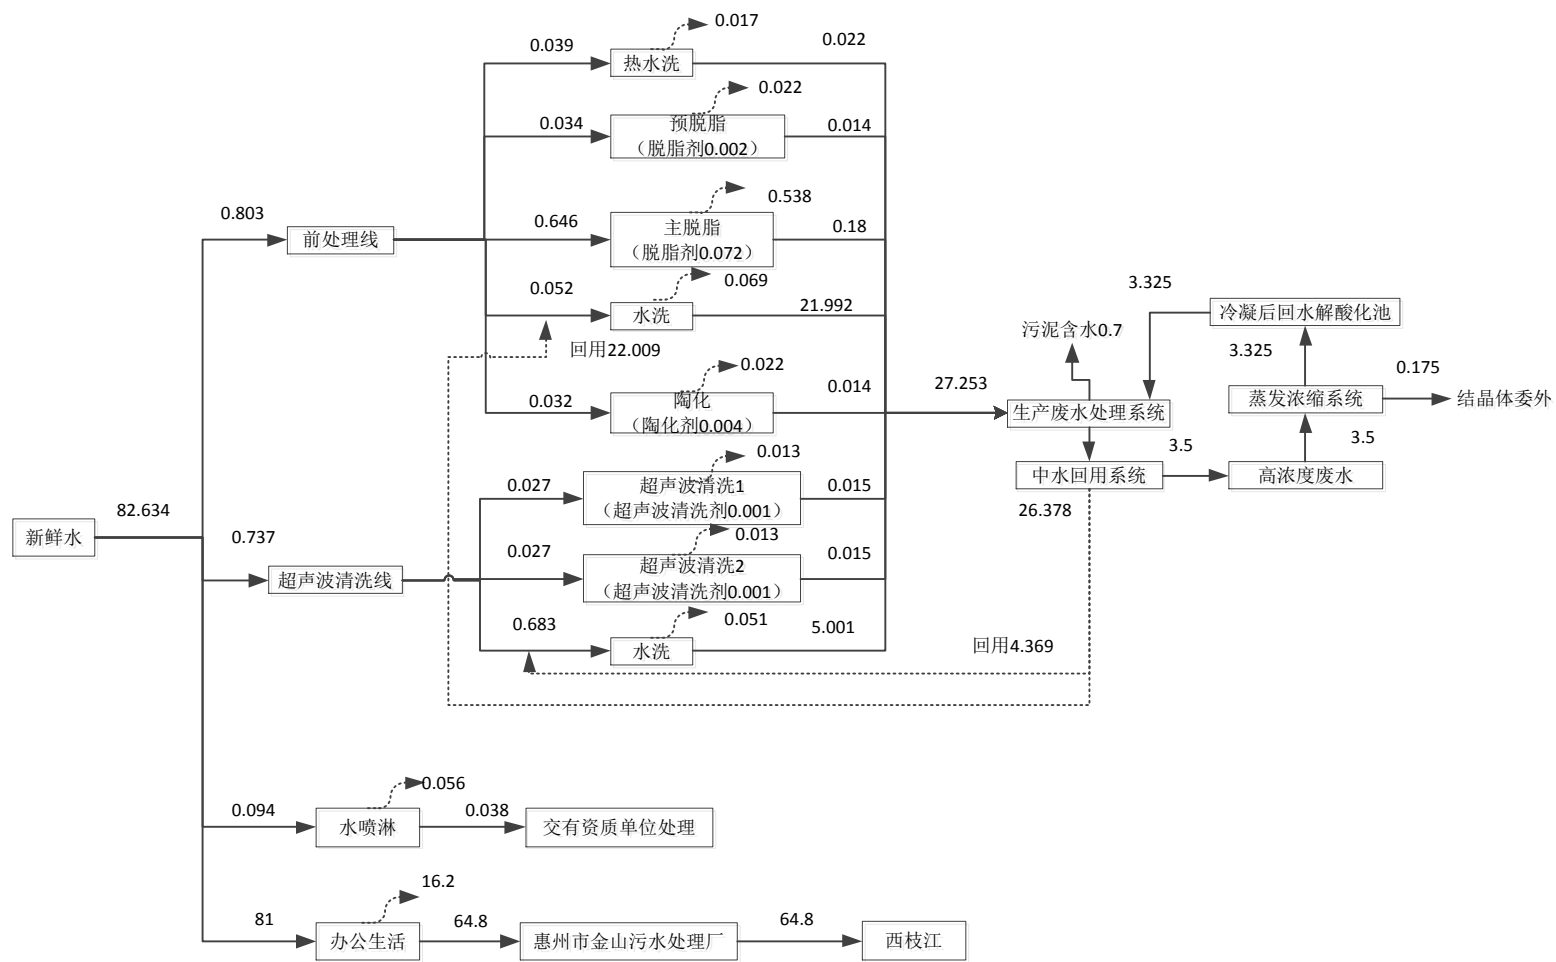 0.017
0.039
0.022
热水洗
0.022
0.034
预脱脂
（脱脂剂0.002）
0.014
0.538
0.803
0.646
主脱脂
（脱脂剂0.072）
0.18
前处理线
0.069
0.052
水洗
21.992
回用22.009
3.325
冷凝后回水解酸化池
污泥含水0.7
3.325
0.175
0.022
0.032
陶化
（陶化剂0.004）
0.014
27.253
生产废水处理系统
蒸发浓缩系统
结晶体委外
3.5
3.5
中水回用系统
高浓度废水
26.378
0.013
0.027
超声波清洗1
（超声波清洗剂0.001）
0.015
82.634
新鲜水
0.737
0.013
0.027
超声波清洗2
（超声波清洗剂0.001）
0.015
超声波清洗线
0.683
0.051
5.001
水洗
回用4.369
0.056
0.094
水喷淋
0.038
交有资质单位处理
16.2
81
办公生活
64.8
惠州市金山污水处理厂
64.8
西枝江